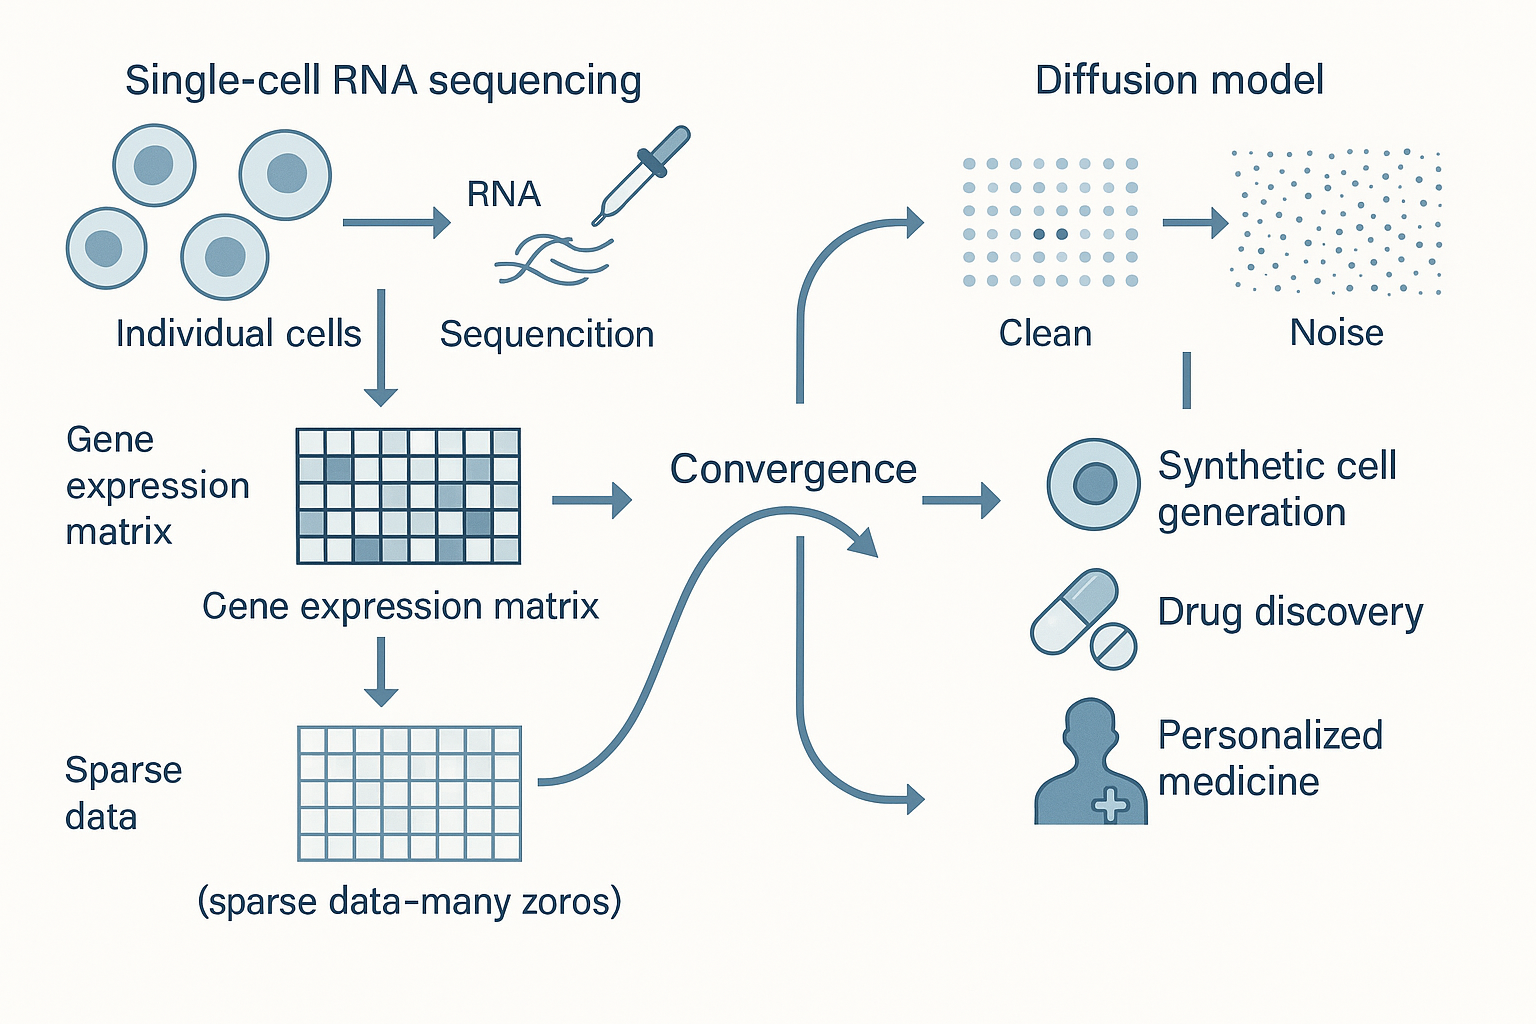 Single-cell RNA sequencing
RNA
Individual cells
Sequencition
Gene
expression
matrix
Gene expression matrix
Sparse
data
(sparse data–many zoros)
Convergence
Diffusion model
Clean
Noise
Synthetic cell
generation
Drug discovery
Personalized
medicine